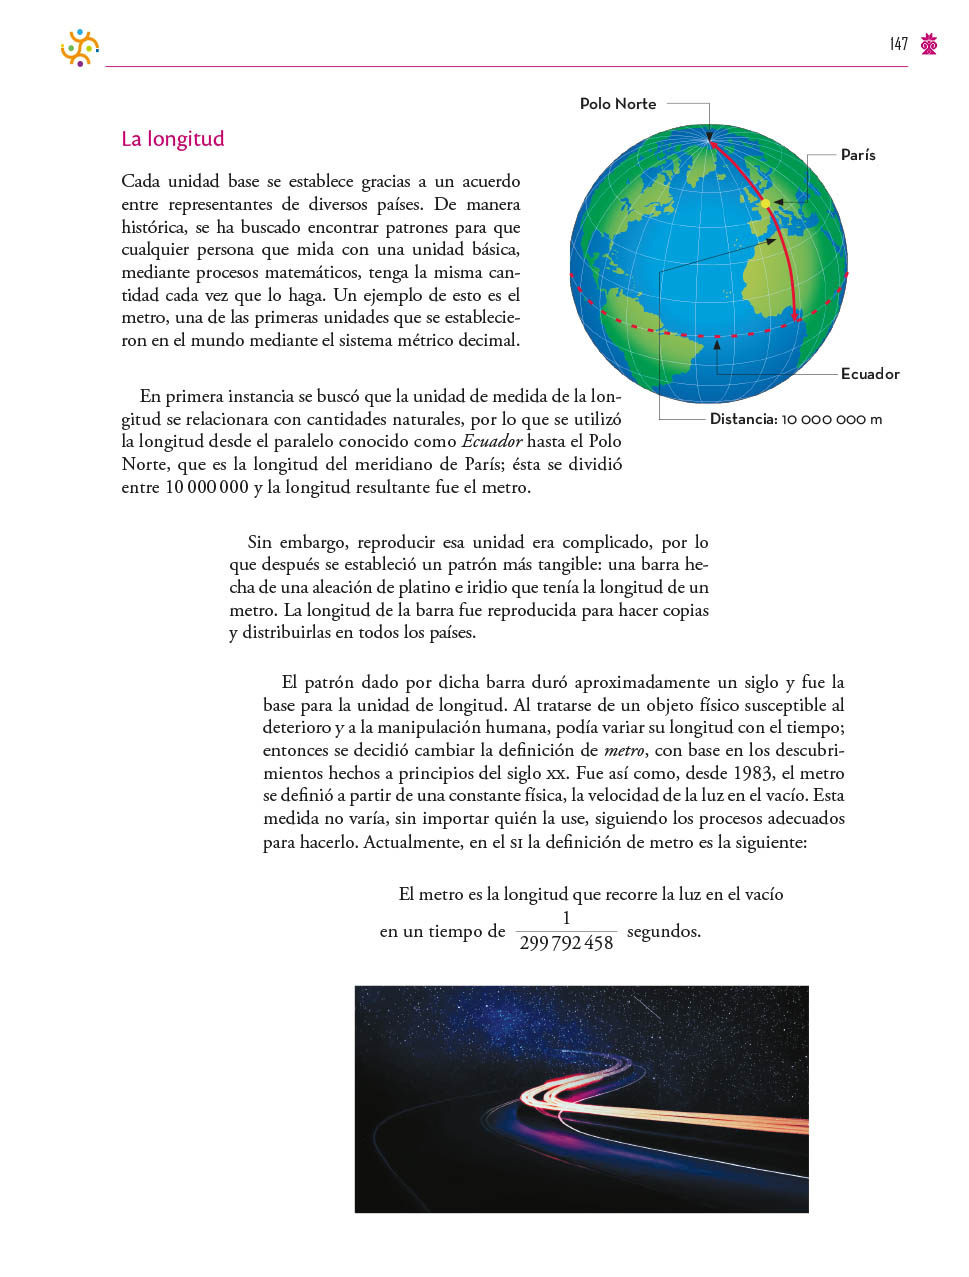 147
La longitud
Cada unidad base se establece gracias a un acuerdo
entre representantes de diversos países. De manera
histórica, se ha buscado encontrar patrones para que
cualquier persona que mida con una unidad básica,
mediante procesos matemáticos, tenga la misma can-
tidad cada vez que lo haga. Un ejemplo de esto es el
metro, una de las primeras unidades que se establecie-
ron en el mundo mediante el sistema métrico decimal.
Polo Norte
París
Ecuador
Distancia: 10 000 000 m
En primera instancia se buscó que la unidad de medida de la lon-
gitud se relacionara con cantidades naturales, por lo que se utilizó
la longitud desde el paralelo conocido como Ecuador hasta el Polo
Norte, que es la longitud del meridiano de París; ésta se dividió
entre 10 000 000 y la longitud resultante fue el metro.
Sin embargo, reproducir esa unidad era complicado, por lo
que después se estableció un patrón más tangible: una barra he-
cha de una aleación de platino e iridio que tenía la longitud de un
metro. La longitud de la barra fue reproducida para hacer copias
y distribuirlas en todos los países.
El patrón dado por dicha barra duró aproximadamente un siglo y fue la
base para la unidad de longitud. Al tratarse de un objeto físico susceptible al
deterioro y a la manipulación humana, podía variar su longitud con el tiempo;
entonces se decidió cambiar la definición de metro, con base en los descubri-
mientos hechos a principios del siglo XX. Fue así como, desde 1983, el metro
se definió a partir de una constante física, la velocidad de la luz en el vacío. Esta
medida no varía, sin importar quién la use, siguiendo los procesos adecuados
para hacerlo. Actualmente, en el SI la definición de metro es la siguiente:
El metro es la longitud que recorre la luz en el vacío
en un tiempo de 1/299 792 458 segundos.